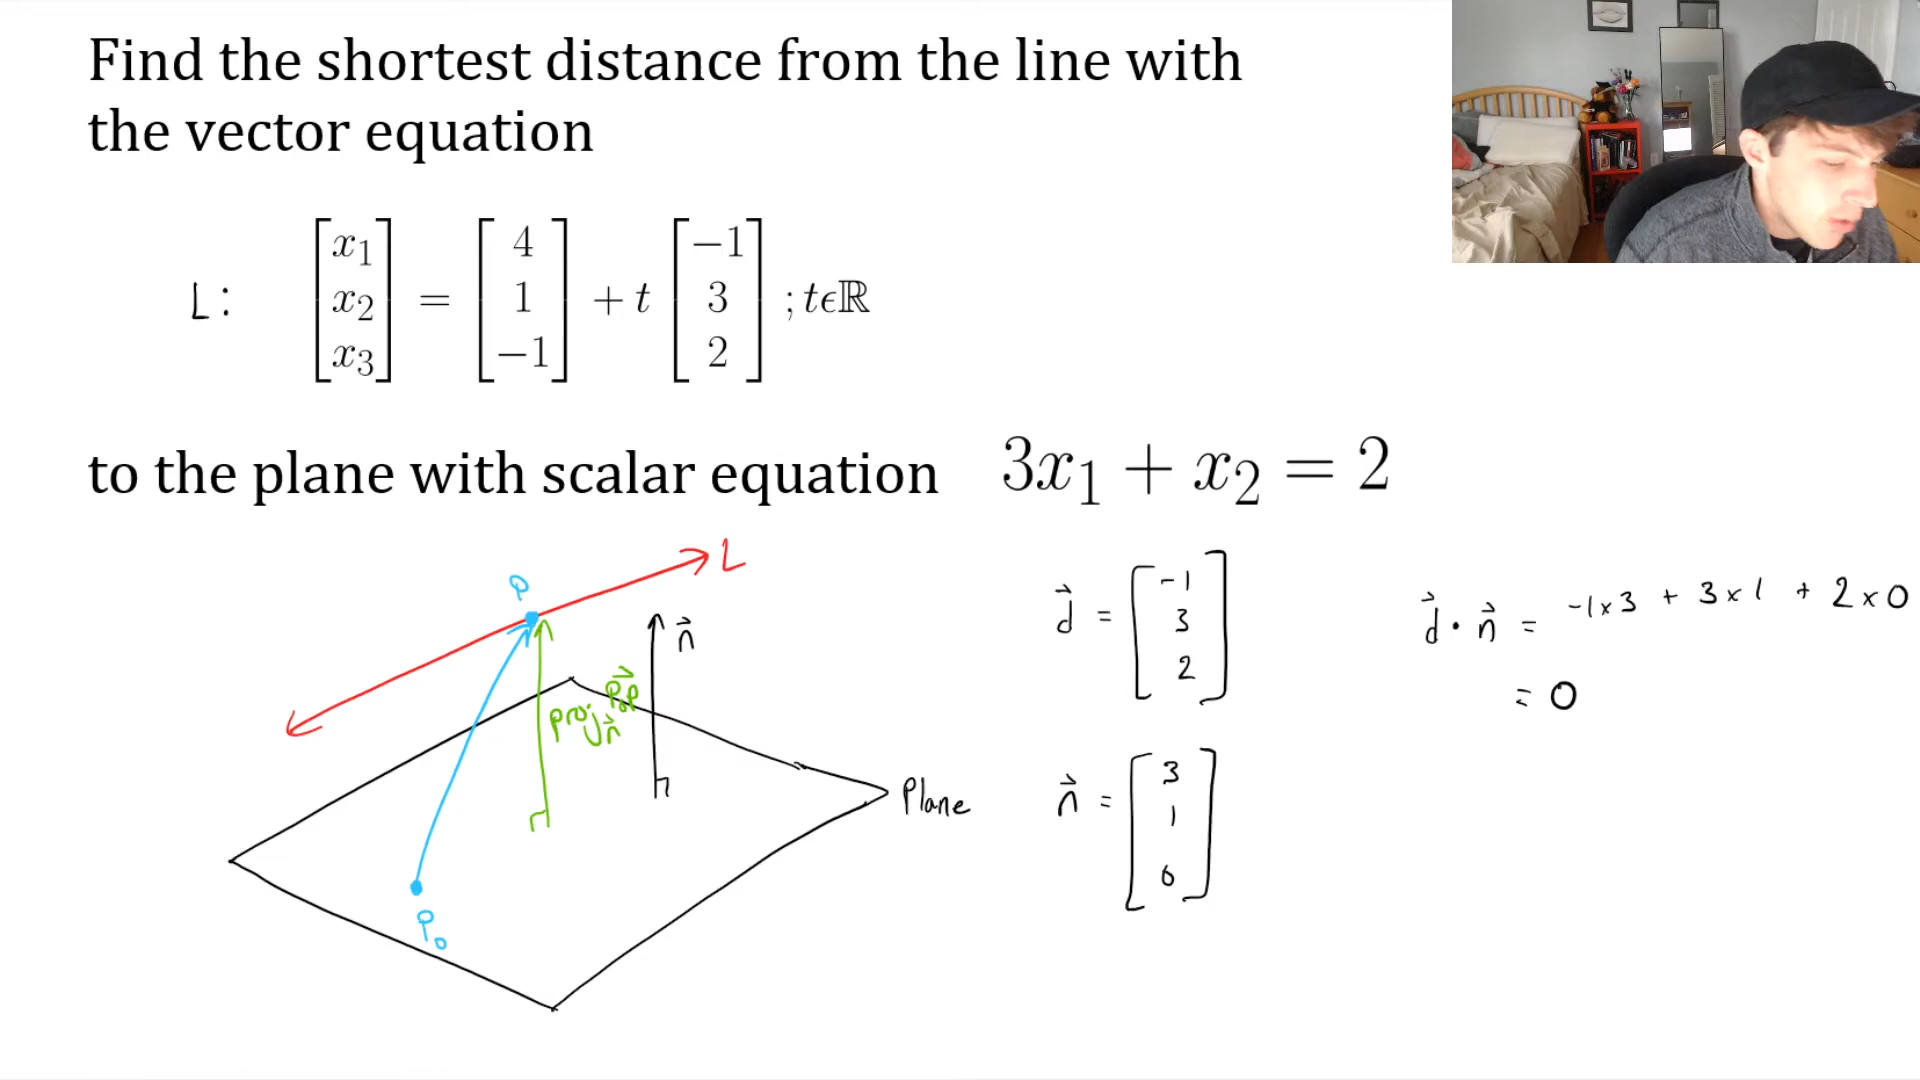 Find the shortest distance from the line with
the vector equation
L: [x1 x2 x3] = [4 1 −1] + t [−1 3 2] ; tϵℝ
to the plane with scalar equation 3x1 + x2 = 2
L
P
n⃗
proj n⃗ P₀P⃗
Plane
P₀
d⃗ = [-1 3 2]
n⃗ = [3 1 0]
d⃗ · n⃗ = -1×3 + 3×1 + 2×0
= 0